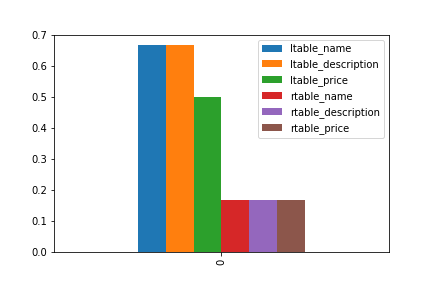 0.7
0.6
0.5
0.4
0.3
0.2
0.1
0.0
0
ltable_name
ltable_description
ltable_price
rtable_name
rtable_description
rtable_price